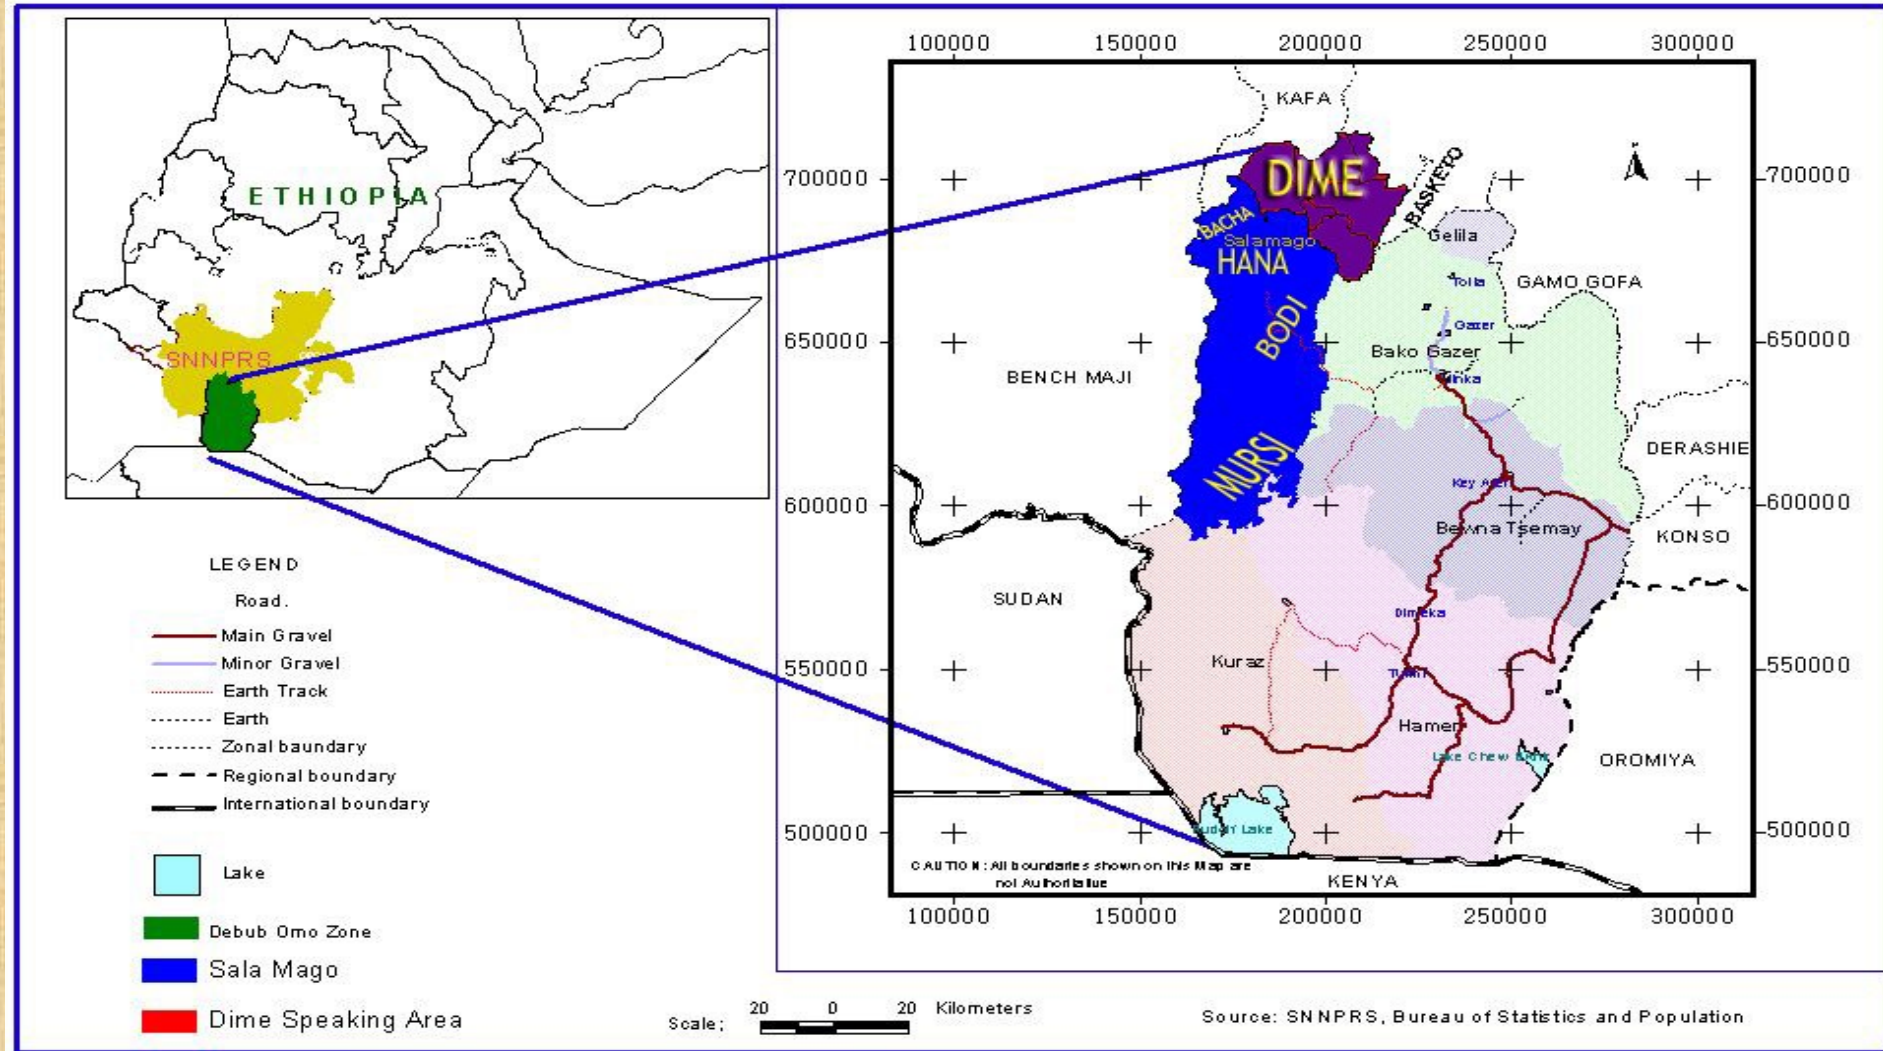 ETHIOPIA
SNNPRS
LEGEND
Road.
Main Gravel
Minor Gravel
Earth Track
Earth
Zonal baundary
Regional boundary
International boundary
Lake
Debub Omo Zone
Sala Mago
Dime Speaking Area
100000 150000 200000 250000 300000
700000 700000
650000 650000
600000 600000
550000 550000
500000 500000
KAFA
DIME
BASKETO
BACHA
Salamago
HANA
Gelila
Tolta
GAMO GOFA
BODI
Gazer
Bako Gazer
BENCH MAJI
MURSI
DERASHIE
Key
Bewna Tsemay
KONSO
SUDAN
Kuraz
Hamer
Lake Chew
OROMIYA
Lake
CAUTION: All boundaries shown on this Map are
not Authoritative
KENYA
100000 150000 200000 250000 300000
Scale; 20 0 20 Kilometers
Source: SNNPRS, Bureau of Statistics and Population